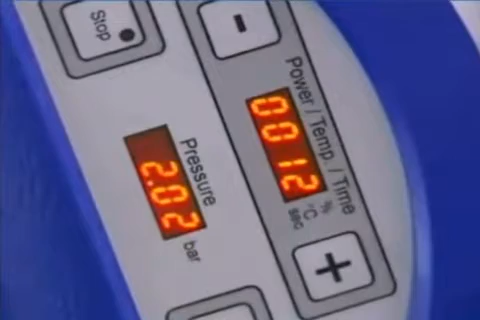 Stop
-
Power / Temp. / Time
0012
%
°C
sec
+
Pressure
2.02
bar